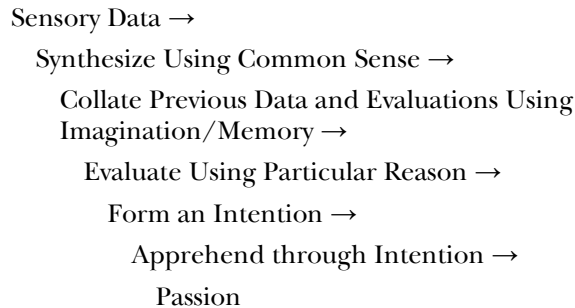 Sensory Data →
Synthesize Using Common Sense →
Collate Previous Data and Evaluations Using
Imagination/Memory →
Evaluate Using Particular Reason →
Form an Intention →
Apprehend through Intention →
Passion